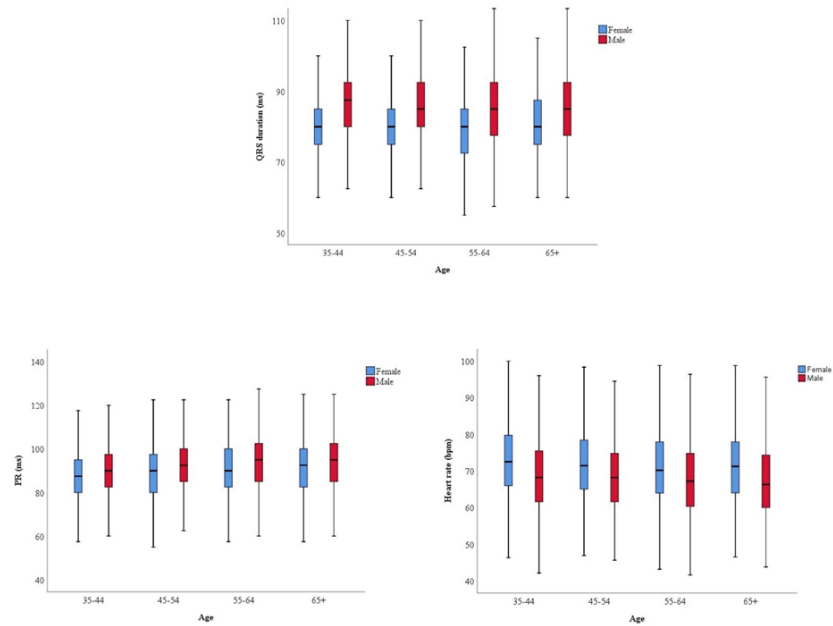 110
90
70
50
QRS duration (ms)
35-44 45-54 55-64 65+
Age
Female
Male
140
120
100
80
60
40
PR (ms)
35-44 45-54 55-64 65+
Age
Female
Male
100
90
80
70
60
50
40
Heart rate (bpm)
35-44 45-54 55-64 65+
Age
Female
Male